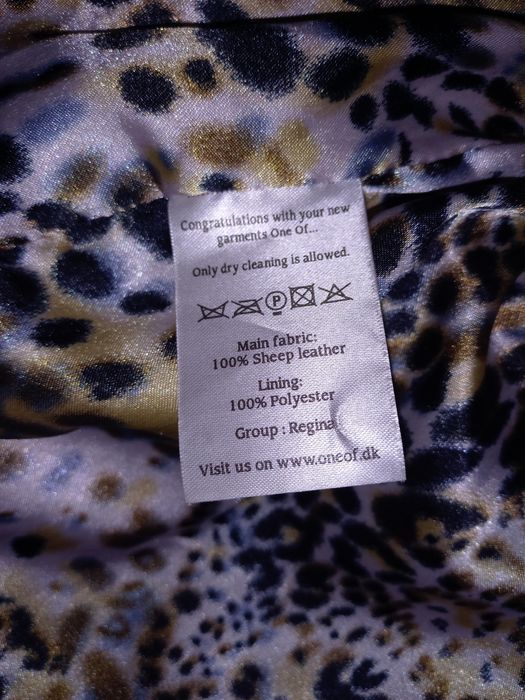 Congratulations with your new
garments One Of...
Only dry cleaning is allowed.
P
Main fabric:
100% Sheep leather
Lining:
100% Polyester
Group : Regina
Visit us on www.oneof.dk